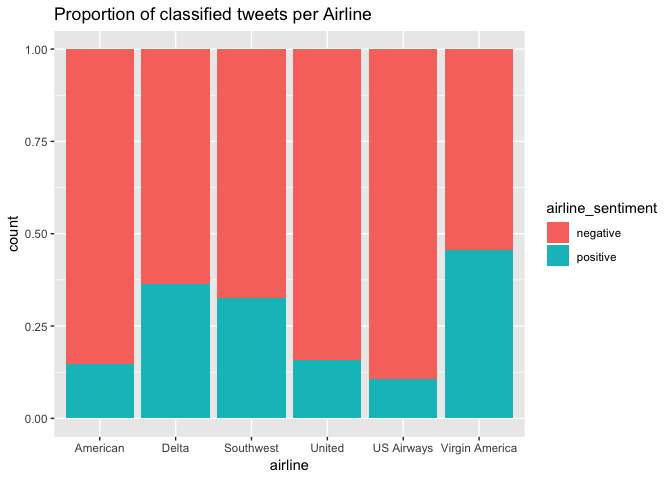 Proportion of classified tweets per Airline
1.00
0.75
0.50
0.25
0.00
count
American Delta Southwest United US Airways Virgin America
airline
airline_sentiment
negative
positive